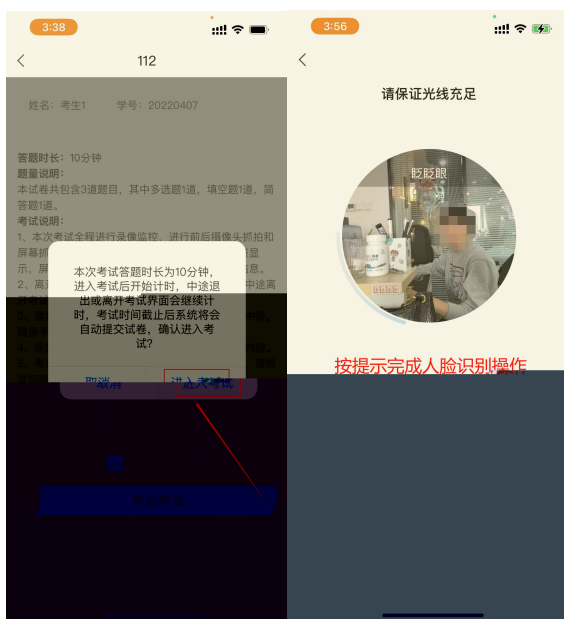 3:38
112
姓名：考生1 学号：20220407
答题时长：10分钟
题量说明：
本试卷共包含3道题目，其中多选题1道，填空题1道，简
答题1道。
考试说明：
1、本次考试全程进行录像监控，进行前后摄像头抓拍和
本次考试答题时长为10分钟，
进入考试后开始计时，中途退
出或离开考试界面会继续计
时，考试时间截止后系统将会
自动提交试卷，确认进入考
试？
取消 进入考试
3:56
请保证光线充足
眨眨眼
按提示完成人脸识别操作